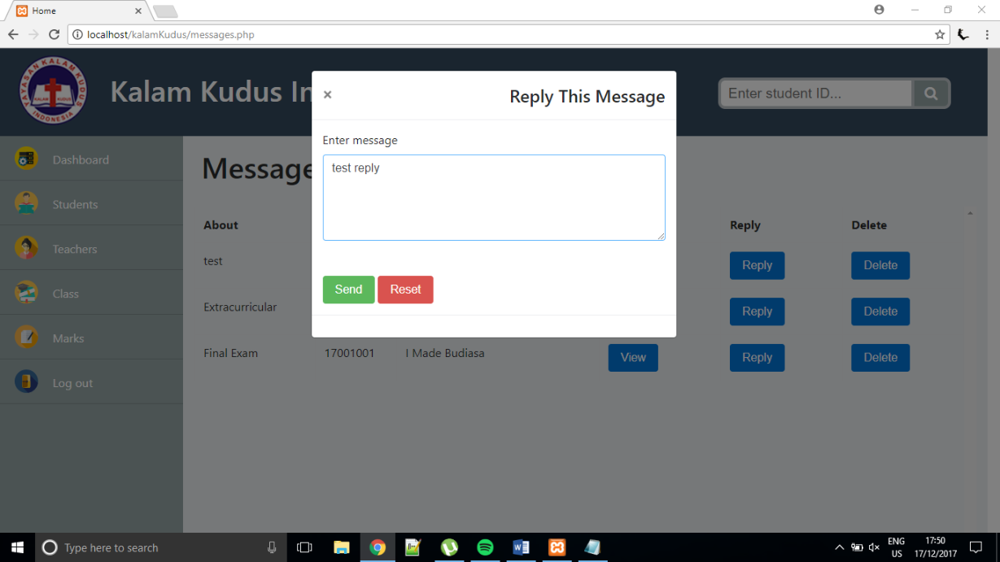 Home
localhost/kalamKudus/messages.php
YAYASAN KALAM KUDUS
KALAM KUDUS
INDONESIA
Kalam Kudus In
Enter student ID...
× Reply This Message
Enter message
test reply
Send Reset
Dashboard
Students
Teachers
Class
Marks
Log out
Message
About Reply Delete
test Reply Delete
Extracurricular Reply Delete
Final Exam 17001001 I Made Budiasa View Reply Delete
Type here to search
ENG
US
17:50
17/12/2017